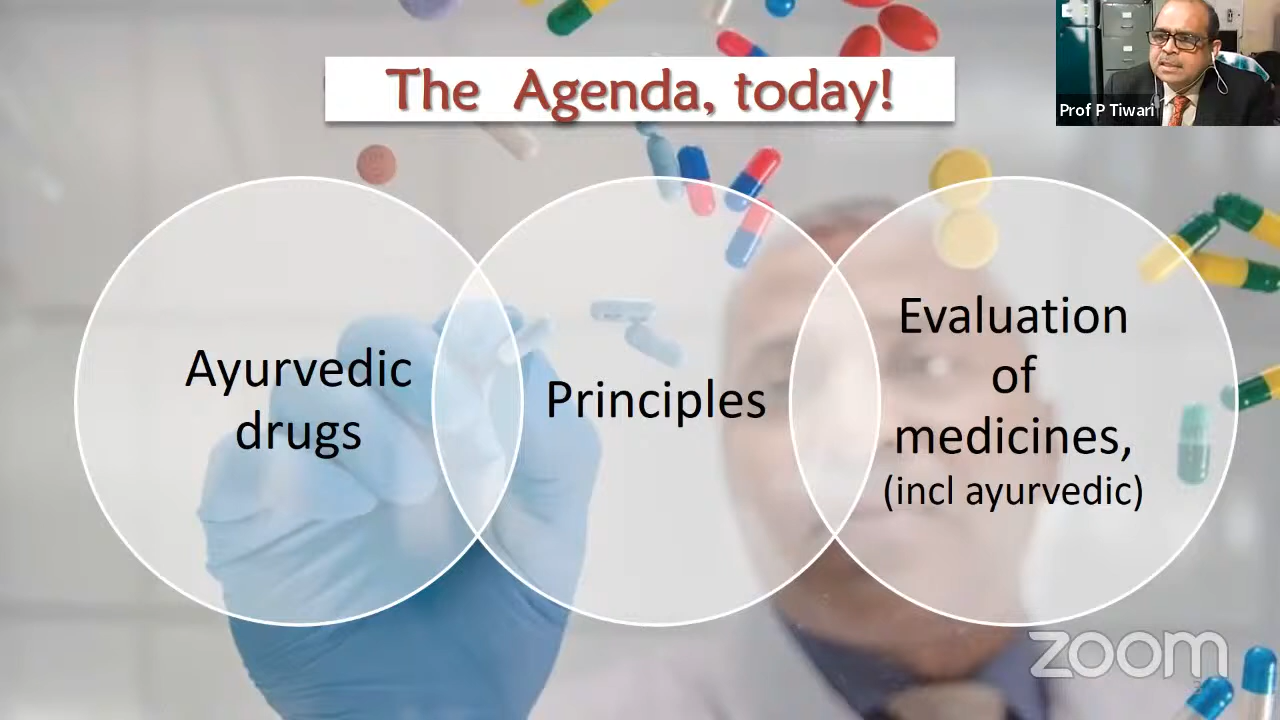 The Agenda, today!
Prof P Tiwari
Ayurvedic
drugs
Principles
Evaluation
of
medicines,
(incl ayurvedic)
zoom